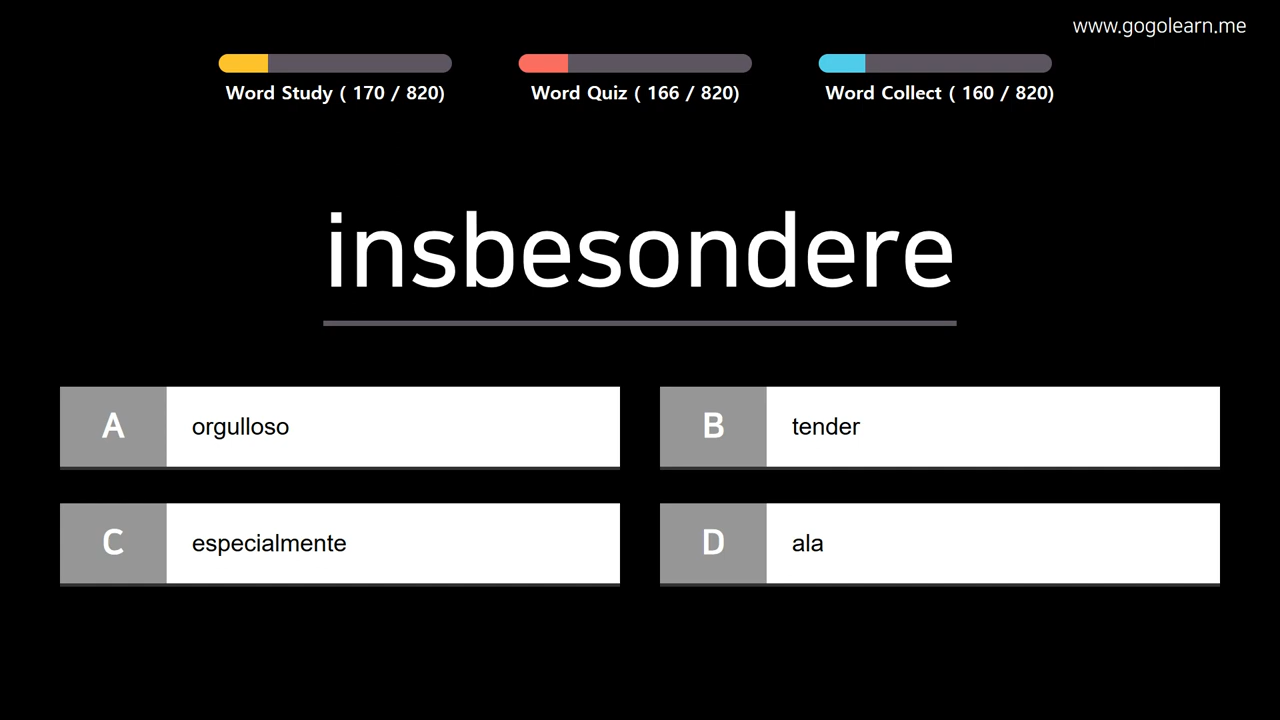 www.gogolearn.me
Word Study ( 170 / 820)
Word Quiz ( 166 / 820)
Word Collect ( 160 / 820)
insbesondere
A
orgulloso
B
tender
C
especialmente
D
ala